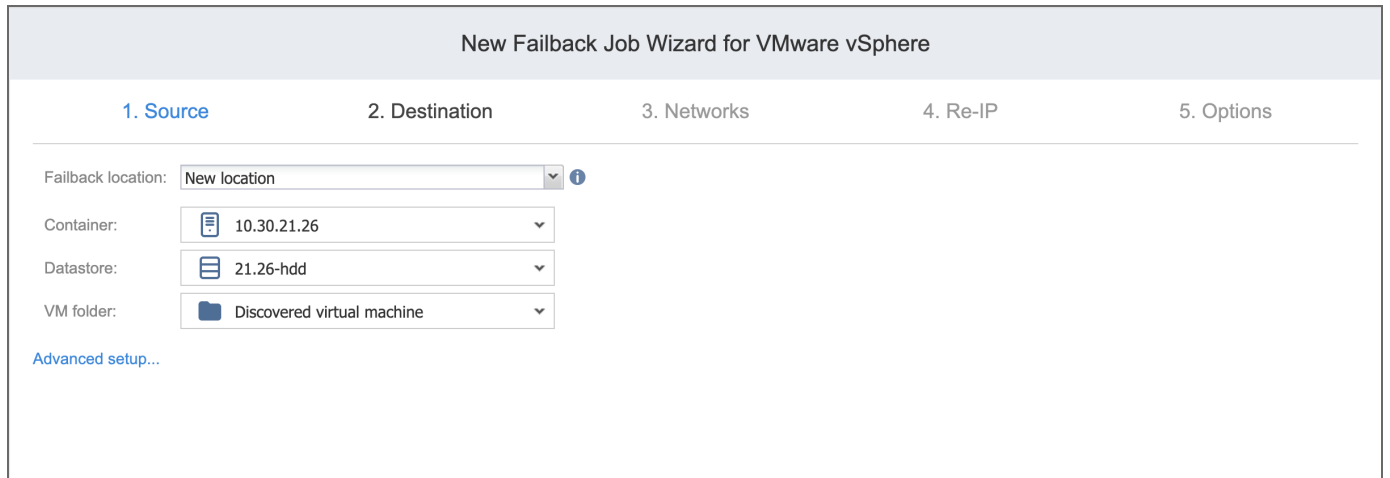 New Failback Job Wizard for VMware vSphere
1. Source 2. Destination 3. Networks 4. Re-IP 5. Options
Failback location: New location
Container: 10.30.21.26
Datastore: 21.26-hdd
VM folder: Discovered virtual machine
Advanced setup...